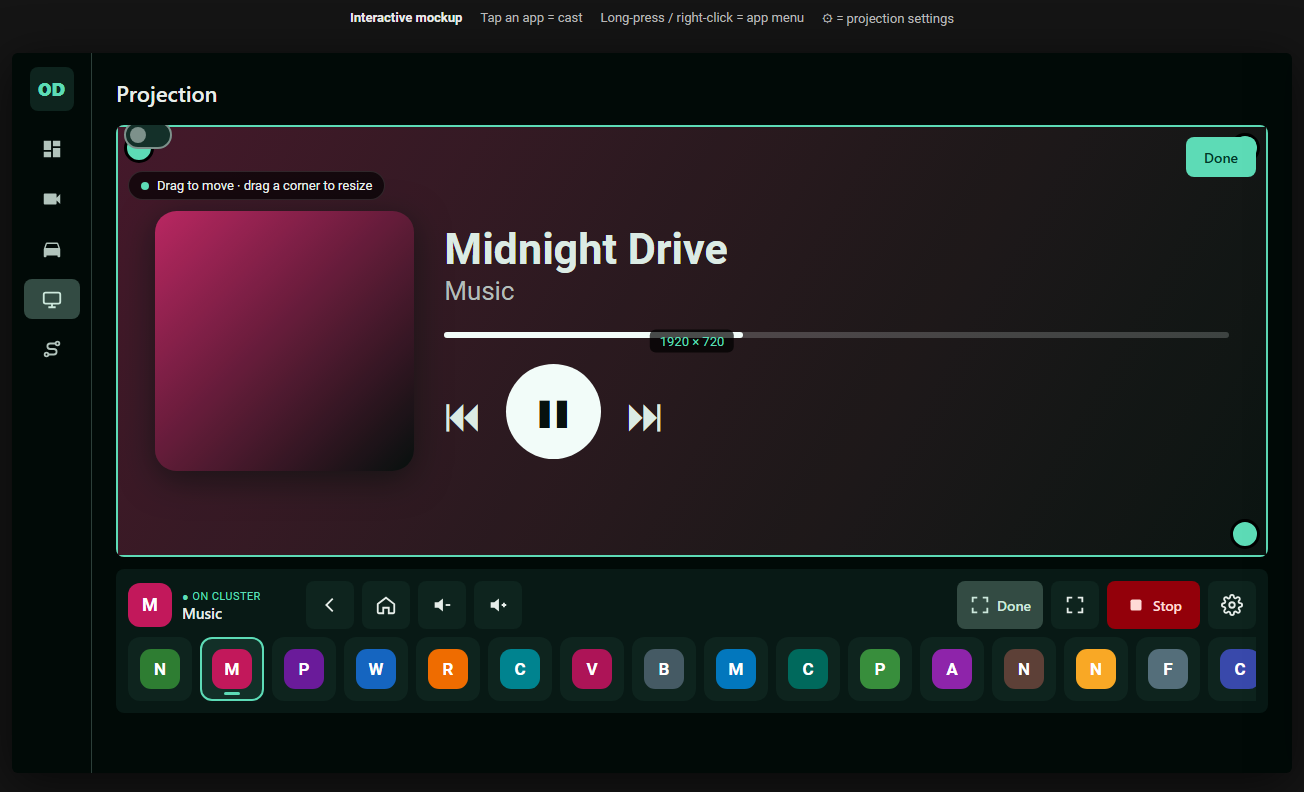 Interactive mockup Tap an app = cast Long-press / right-click = app menu ⚙ = projection settings
OD
Projection
Done
Drag to move · drag a corner to resize
Midnight Drive
Music
1920 × 720
M
● ON CLUSTER
Music
Done
Stop
N M P W R C V B M C P A N N F C